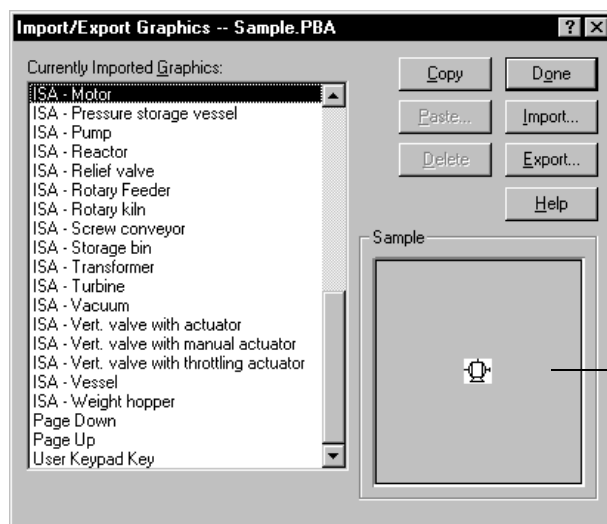 Import/Export Graphics -- Sample.PBA
Currently Imported Graphics:
ISA - Motor
ISA - Pressure storage vessel
ISA - Pump
ISA - Reactor
ISA - Relief valve
ISA - Rotary Feeder
ISA - Rotary kiln
ISA - Screw conveyor
ISA - Storage bin
ISA - Transformer
ISA - Turbine
ISA - Vacuum
ISA - Vert. valve with actuator
ISA - Vert. valve with manual actuator
ISA - Vert. valve with throttling actuator
ISA - Vessel
ISA - Weight hopper
Page Down
Page Up
User Keypad Key
Copy
Done
Paste...
Import...
Delete
Export...
Help
Sample